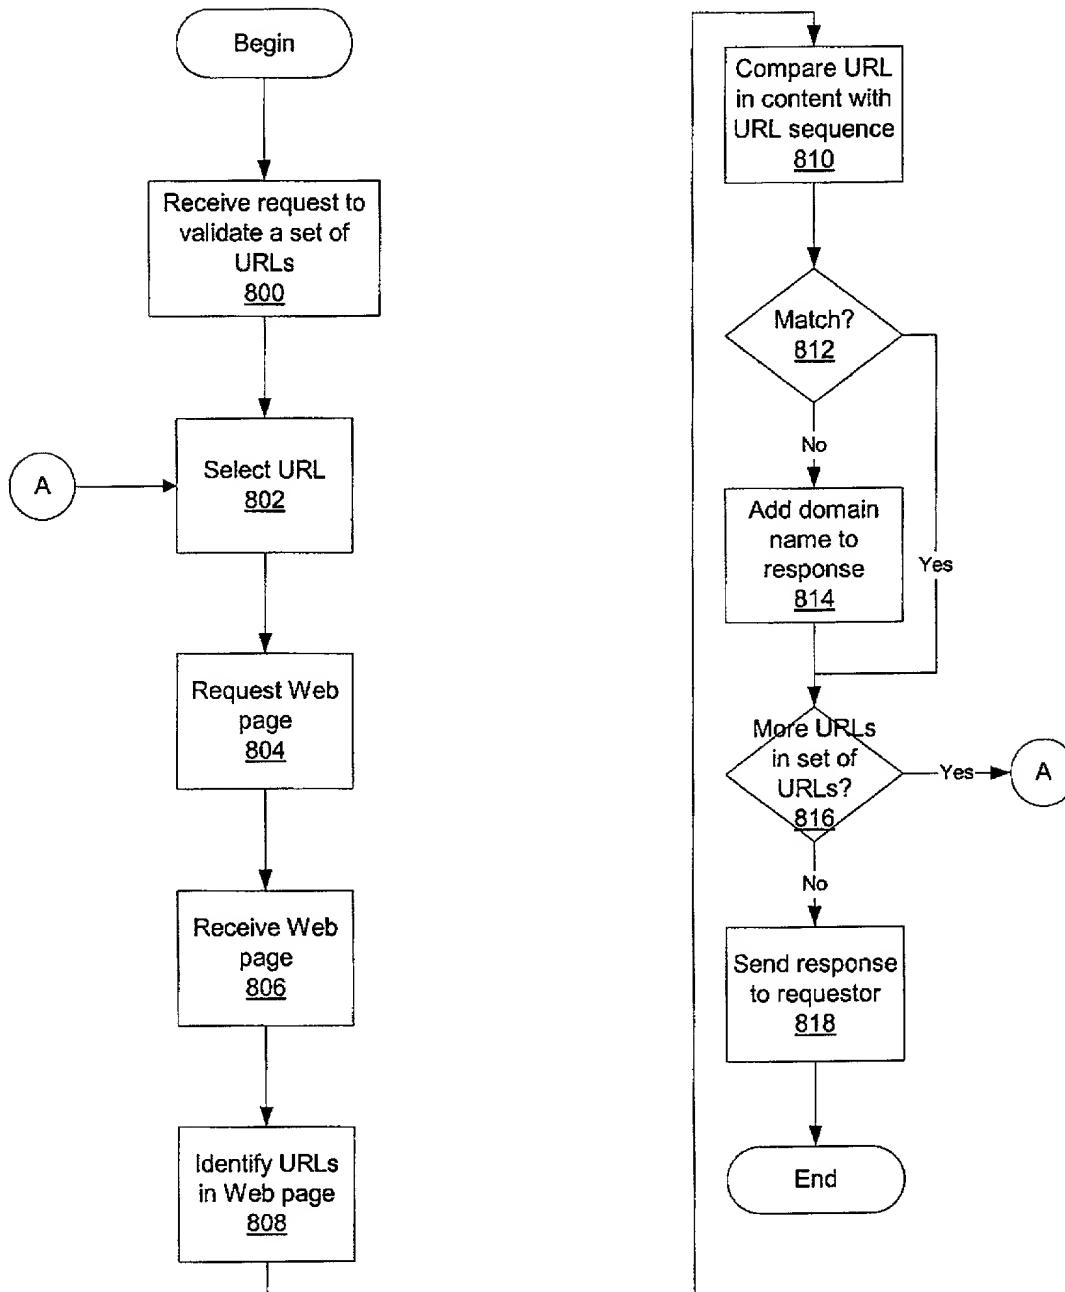 Begin
Receive request to
validate a set of
URLs
800
A
Select URL
802
Request Web
page
804
Receive Web
page
806
Identify URLs
in Web page
808
Compare URL
in content with
URL sequence
810
Match?
812
No
Yes
Add domain
name to
response
814
More URLs
in set of
URLs?
816
Yes
A
No
Send response
to requestor
818
End